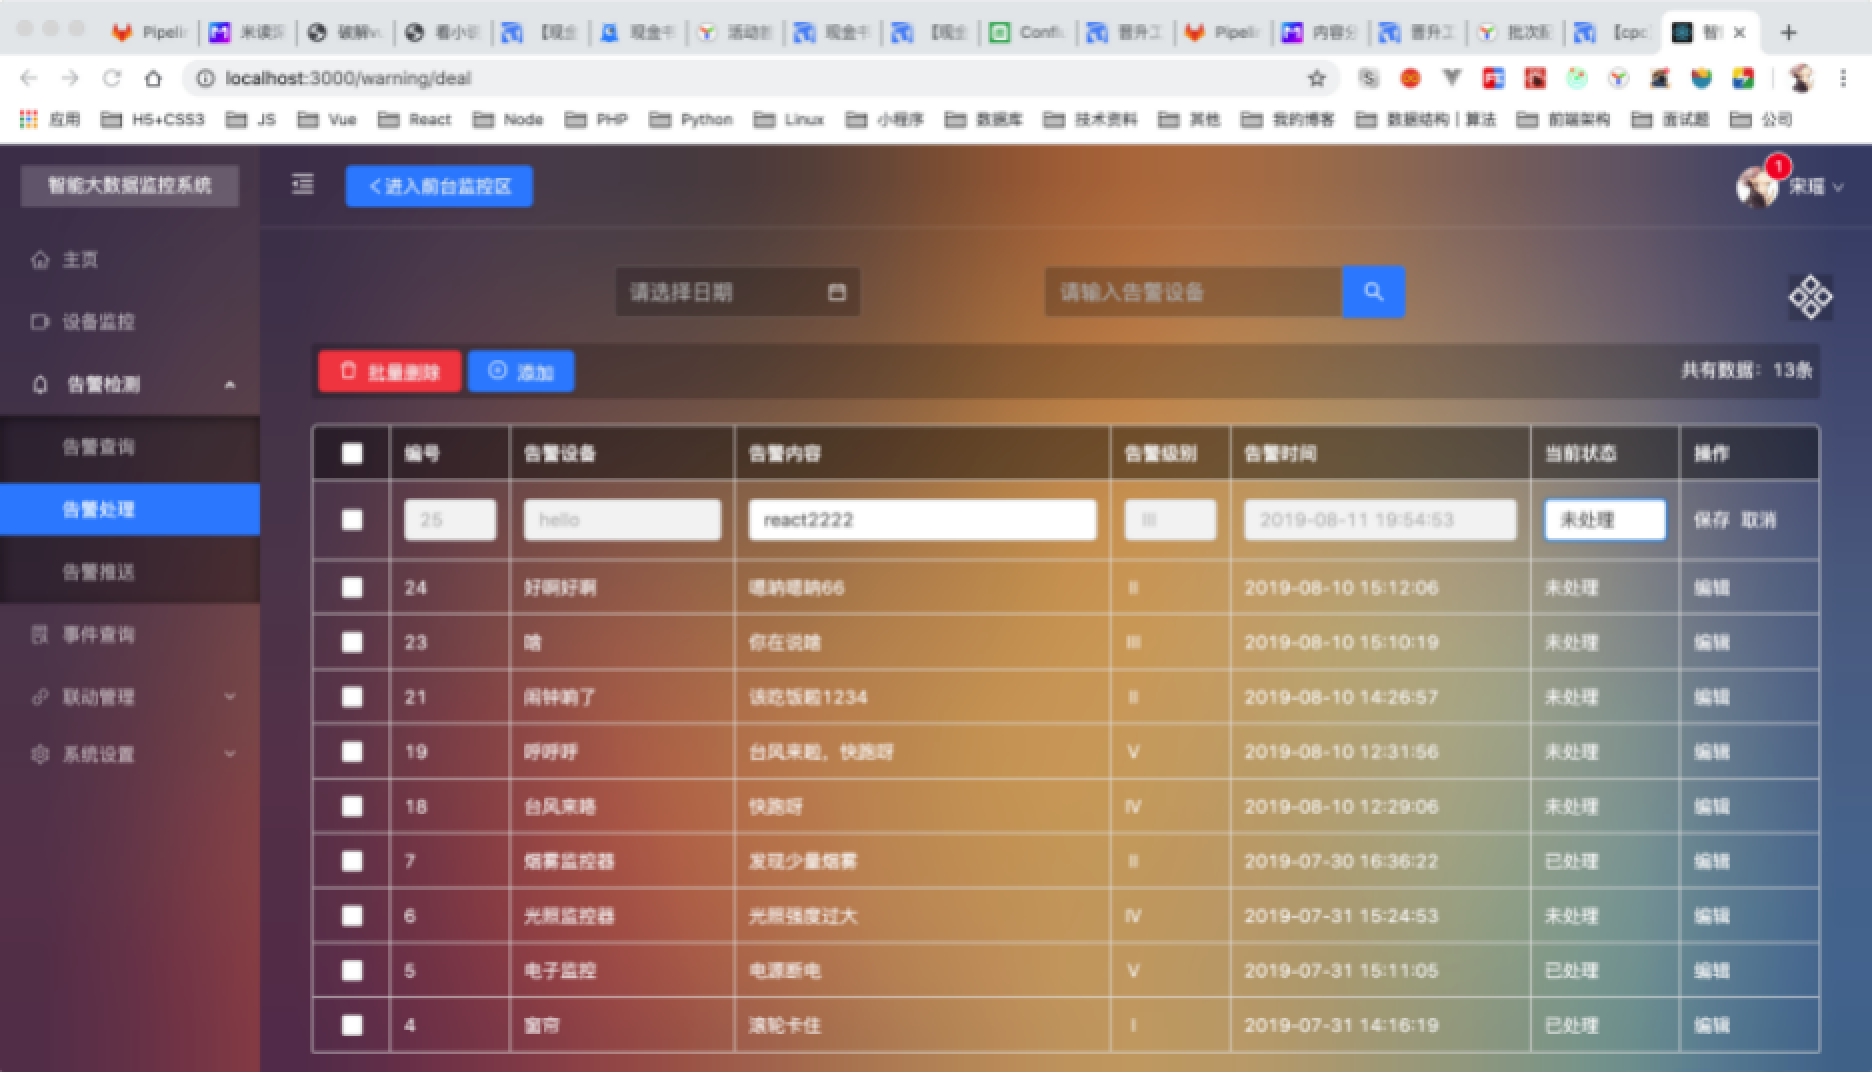 Pipelin
米读
破解
看小说
【现金
现金牛
活动
现金牛
【现金
Conflu
晋升工
Pipelin
内容分
晋升工
批次配
【cpc
智
localhost:3000/warning/deal
应用 H5+CSS3 JS Vue React Node PHP Python Linux 小程序 数据库 技术资料 其他 我的博客 数据结构 | 算法 前端架构 面试题 公司
智能大数据监控系统
进入前台监控区
1
宋瑶
主页
设备监控
告警检测
告警查询
告警处理
告警推送
事件查询
联动管理
系统设置
请选择日期
请输入告警设备
批量删除 添加
共有数据：13条
编号 告警设备 告警内容 告警级别 告警时间 当前状态 操作
25 hello react2222 III 2019-08-11 19:54:53 未处理 保存 取消
24 好啊好啊 嗯呐嗯呐66 II 2019-08-10 15:12:06 未处理 编辑
23 啥 你在说啥 III 2019-08-10 15:10:19 未处理 编辑
21 闹钟响了 该吃饭啦1234 II 2019-08-10 14:26:57 未处理 编辑
19 呼呼呼 台风来啦，快跑呀 V 2019-08-10 12:31:56 未处理 编辑
18 台风来咯 快跑呀 IV 2019-08-10 12:29:06 未处理 编辑
7 烟雾监控器 发现少量烟雾 II 2019-07-30 16:36:22 已处理 编辑
6 光照监控器 光照强度过大 IV 2019-07-31 15:24:53 未处理 编辑
5 电子监控 电源断电 V 2019-07-31 15:11:05 已处理 编辑
4 窗帘 滚轮卡住 I 2019-07-31 14:16:19 已处理 编辑